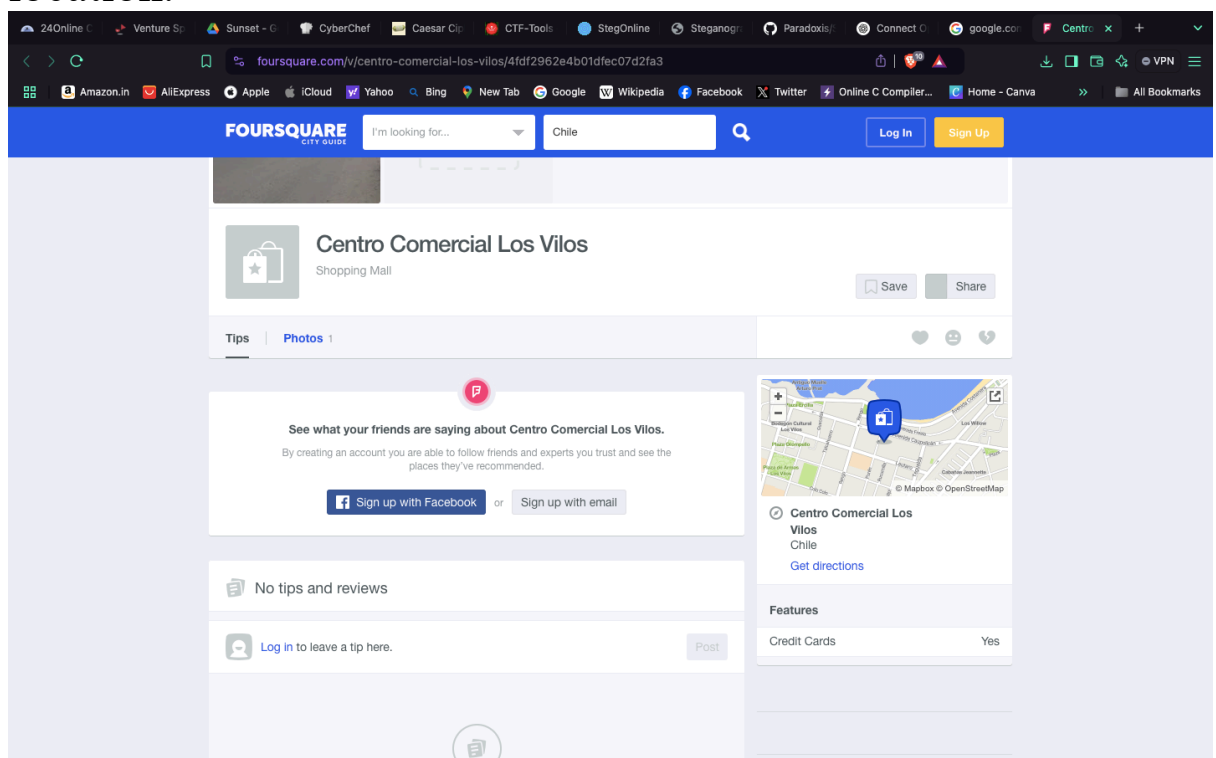 24Online C
Venture Sp
Sunset - G
CyberChef
Caesar Cip
CTF-Tools
StegOnline
Steganogra
Paradoxis/
Connect O
google.con
Centro
foursquare.com/v/centro-comercial-los-vilos/4fdf2962e4b01dfec07d2fa3
VPN
Amazon.in
AliExpress
Apple
iCloud
Yahoo
Bing
New Tab
Google
Wikipedia
Facebook
Twitter
Online C Compiler...
Home - Canva
All Bookmarks
FOURSQUARE
CITY GUIDE
I'm looking for...
Chile
Log In
Sign Up
Centro Comercial Los Vilos
Shopping Mall
Save
Share
Tips
Photos 1
See what your friends are saying about Centro Comercial Los Vilos.
By creating an account you are able to follow friends and experts you trust and see the
places they've recommended.
Sign up with Facebook
or
Sign up with email
© Mapbox © OpenStreetMap
Centro Comercial Los
Vilos
Chile
Get directions
No tips and reviews
Features
Log in to leave a tip here.
Post
Credit Cards
Yes